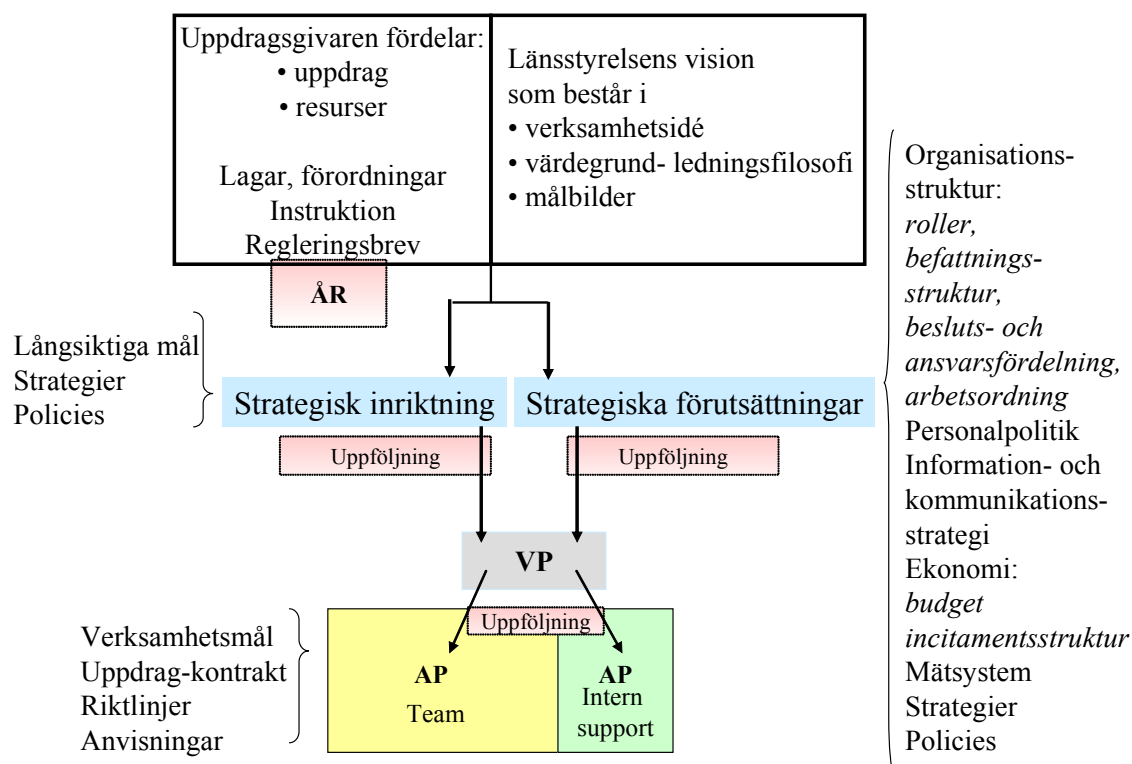 Uppdragsgivaren fördelar:
• uppdrag
• resurser
Lagar, förordningar
Instruktion
Regleringsbrev
Länsstyrelsens vision
som består i
• verksamhetsidé
• värdegrund- ledningsfilosofi
• målbilder
ÅR
Långsiktiga mål
Strategier
Policies
Strategisk inriktning
Strategiska förutsättningar
Uppföljning
Uppföljning
VP
Uppföljning
Verksamhetsmål
Uppdrag-kontrakt
Riktlinjer
Anvisningar
AP
Team
AP
Intern
support
Organisations-
struktur:
roller,
befattnings-
struktur,
besluts- och
ansvarsfördelning,
arbetsordning
Personalpolitik
Information- och
kommunikations-
strategi
Ekonomi:
budget
incitamentsstruktur
Mätsystem
Strategier
Policies